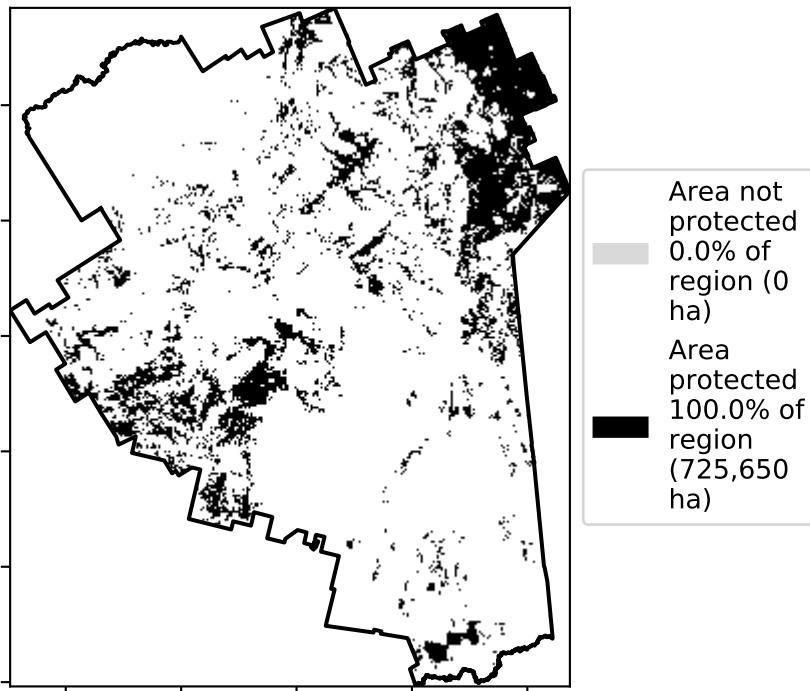 Area not
protected
0.0% of
region (0
ha)
Area
protected
100.0% of
region
(725,650
ha)